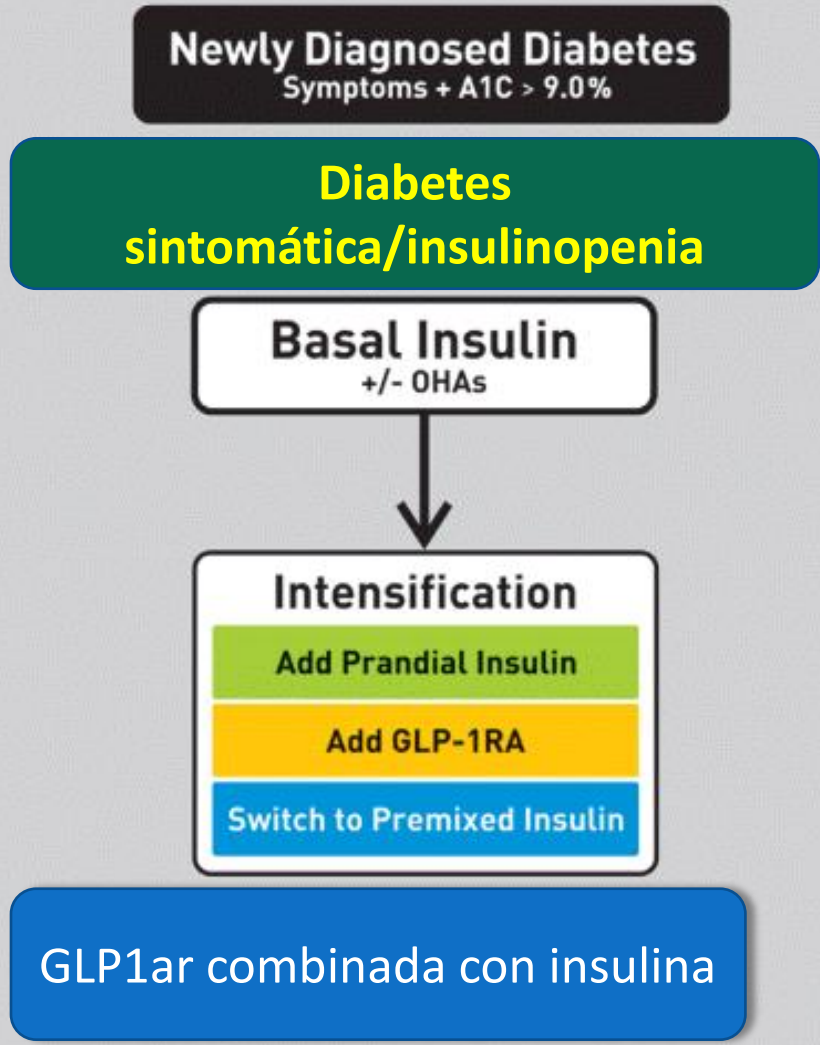 Newly Diagnosed Diabetes
Symptoms + A1C > 9.0%
Diabetes
sintomática/insulinopenia
Basal Insulin
+/- OHAs
Intensification
Add Prandial Insulin
Add GLP-1RA
Switch to Premixed Insulin
GLP1ar combinada con insulina